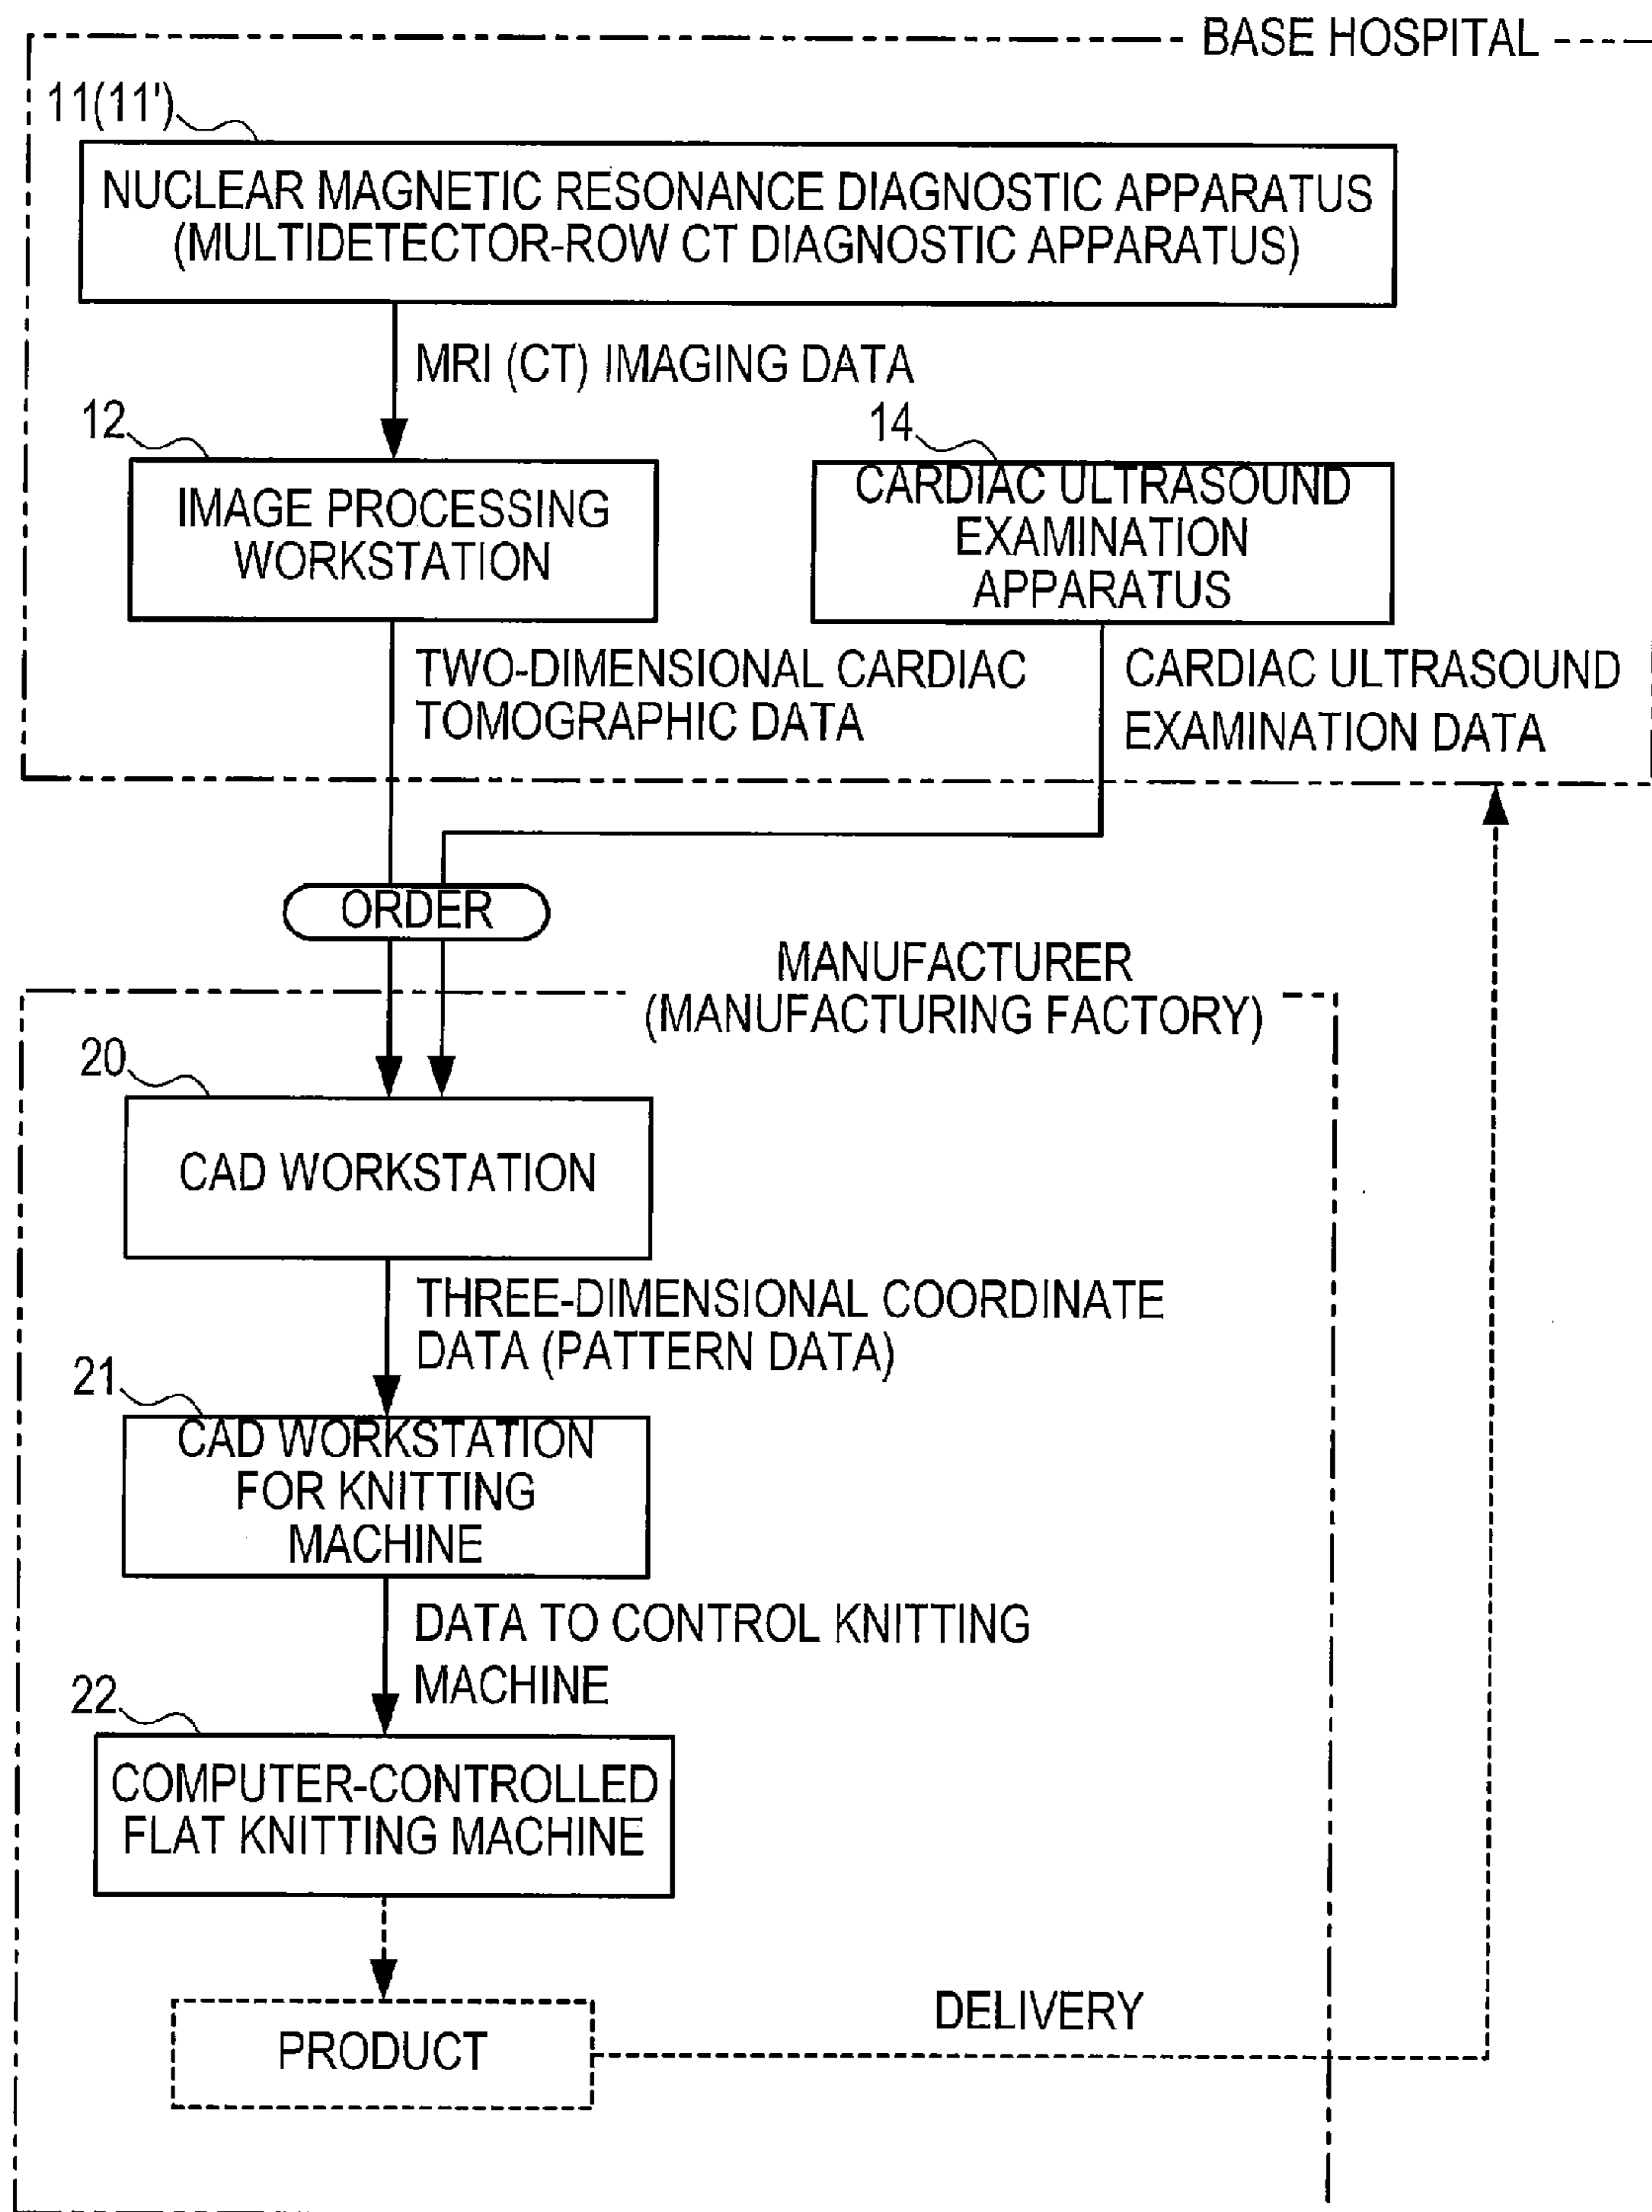 BASE HOSPITAL
11(11')
NUCLEAR MAGNETIC RESONANCE DIAGNOSTIC APPARATUS
(MULTIDETECTOR-ROW CT DIAGNOSTIC APPARATUS)
MRI (CT) IMAGING DATA
12
IMAGE PROCESSING
WORKSTATION
14
CARDIAC ULTRASOUND
EXAMINATION
APPARATUS
TWO-DIMENSIONAL CARDIAC
TOMOGRAPHIC DATA
CARDIAC ULTRASOUND
EXAMINATION DATA
ORDER
MANUFACTURER
(MANUFACTURING FACTORY)
20
CAD WORKSTATION
THREE-DIMENSIONAL COORDINATE
DATA (PATTERN DATA)
21
CAD WORKSTATION
FOR KNITTING
MACHINE
DATA TO CONTROL KNITTING
MACHINE
22
COMPUTER-CONTROLLED
FLAT KNITTING MACHINE
PRODUCT
DELIVERY